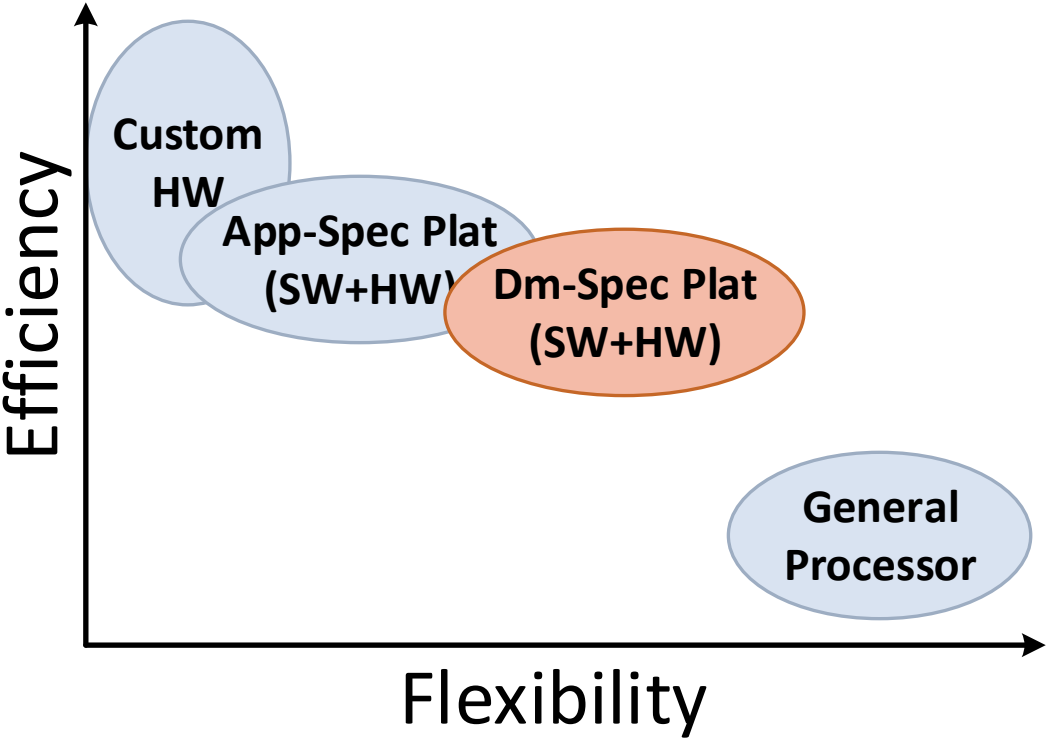 Efficiency
Custom
HW
App-Spec Plat
(SW+HW)
Dm-Spec Plat
(SW+HW)
General
Processor
Flexibility